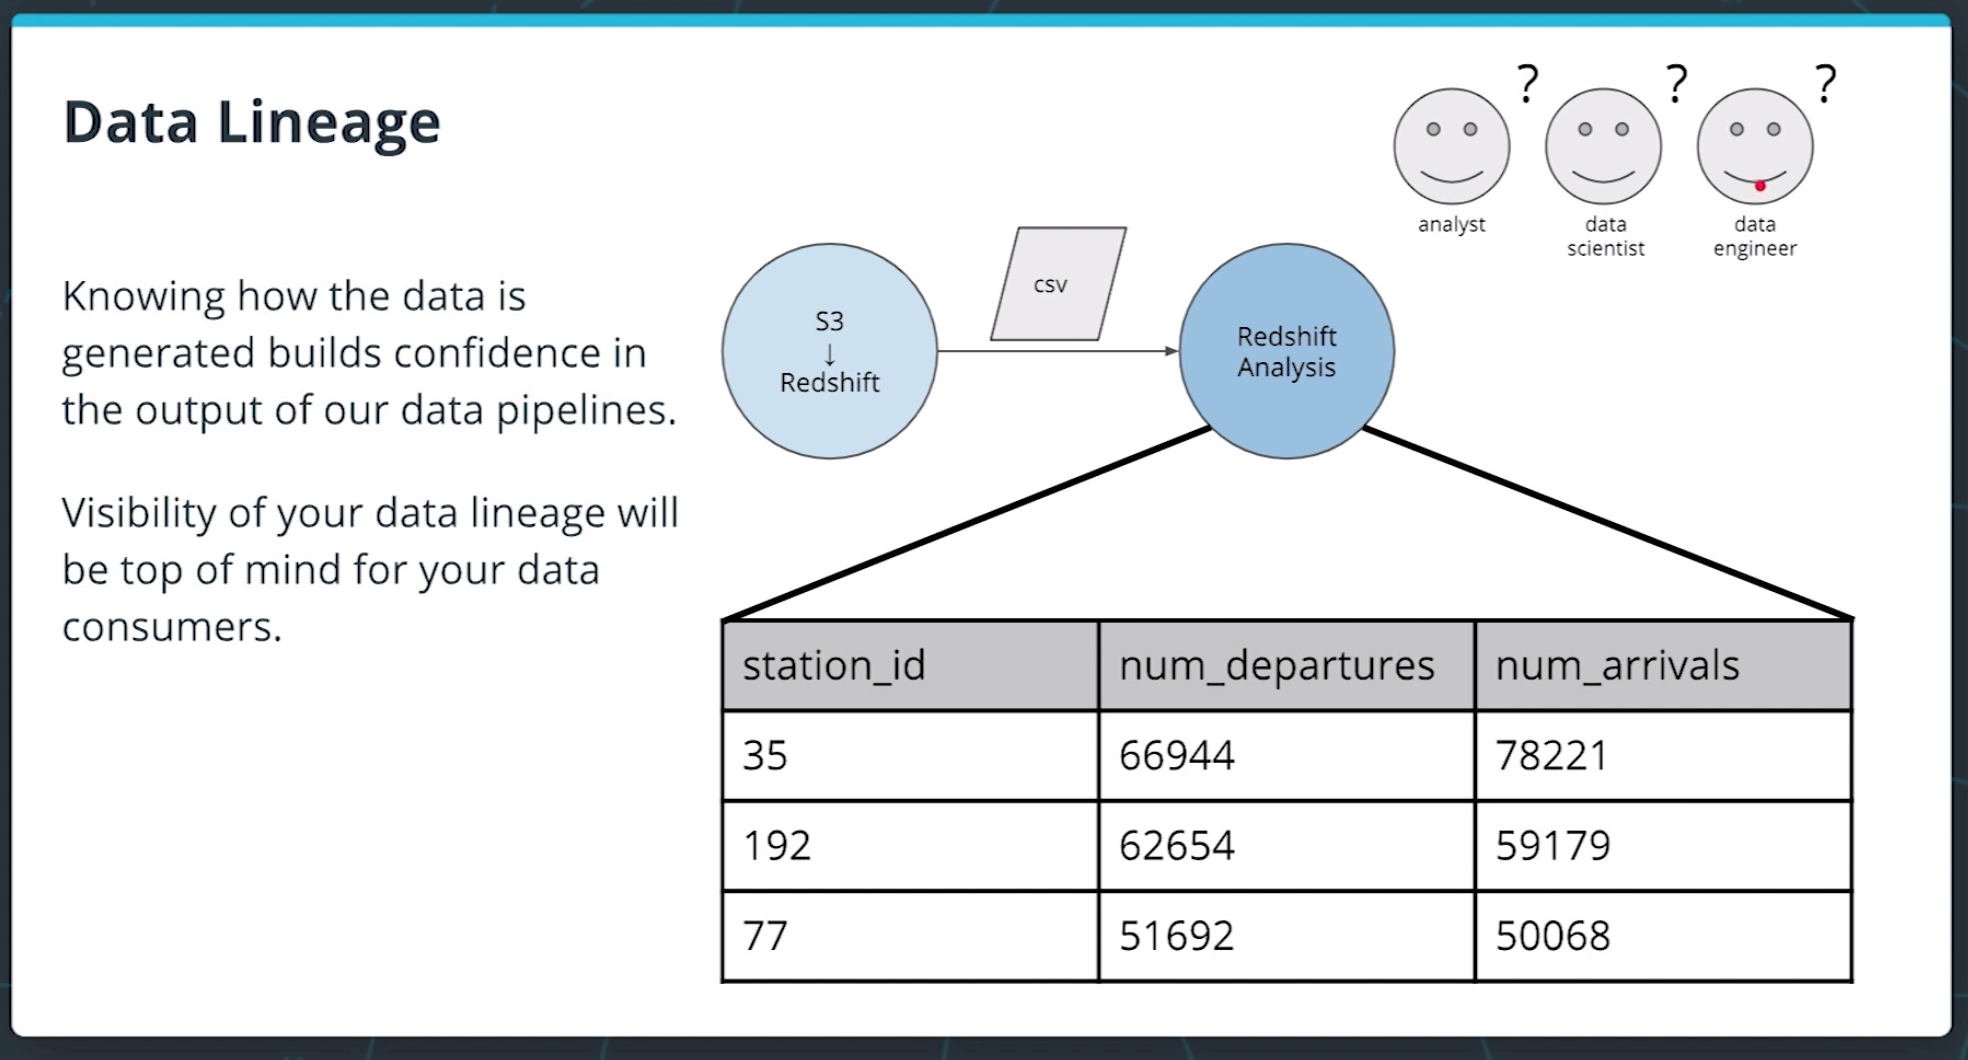 Data Lineage
Knowing how the data is
generated builds confidence in
the output of our data pipelines.
Visibility of your data lineage will
be top of mind for your data
consumers.
? ? ?
analyst
data
scientist
data
engineer
S3
↓
Redshift
csv
Redshift
Analysis
station_id num_departures num_arrivals
35 66944 78221
192 62654 59179
77 51692 50068